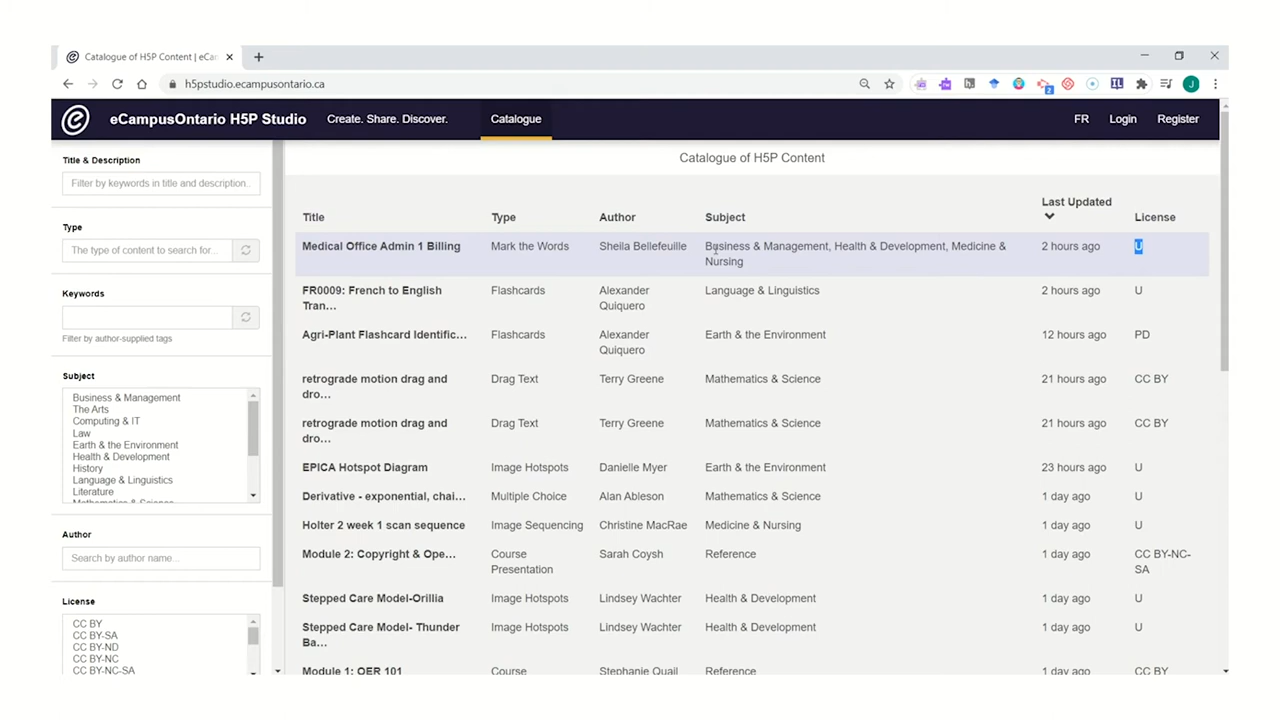 Catalogue of H5P Content | eCa
h5pstudio.ecampusontario.ca
eCampusOntario H5P Studio Create. Share. Discover. Catalogue FR Login Register
Title & Description
Filter by keywords in title and description..
Type
The type of content to search for...
Keywords
Filter by author-supplied tags
Subject
Business & Management
The Arts
Computing & IT
Law
Earth & the Environment
Health & Development
History
Language & Linguistics
Literature
Mathematics & Science
Author
Search by author name...
License
CC BY
CC BY-SA
CC BY-ND
CC BY-NC
CC BY-NC-SA
Catalogue of H5P Content
Title Type Author Subject Last Updated License
Medical Office Admin 1 Billing Mark the Words Sheila Bellefeuille Business & Management, Health & Development, Medicine & 2 hours ago U
Nursing
FR0009: French to English Flashcards Alexander Language & Linguistics 2 hours ago U
Tran... Quiquero
Agri-Plant Flashcard Identific... Flashcards Alexander Earth & the Environment 12 hours ago PD
Quiquero
retrograde motion drag and Drag Text Terry Greene Mathematics & Science 21 hours ago CC BY
dro...
retrograde motion drag and Drag Text Terry Greene Mathematics & Science 21 hours ago CC BY
dro...
EPICA Hotspot Diagram Image Hotspots Danielle Myer Earth & the Environment 23 hours ago U
Derivative - exponential, chai... Multiple Choice Alan Ableson Mathematics & Science 1 day ago U
Holter 2 week 1 scan sequence Image Sequencing Christine MacRae Medicine & Nursing 1 day ago U
Module 2: Copyright & Ope... Course Sarah Coysh Reference 1 day ago CC BY-NC-
Presentation SA
Stepped Care Model-Orillia Image Hotspots Lindsey Wachter Health & Development 1 day ago U
Stepped Care Model- Thunder Image Hotspots Lindsey Wachter Health & Development 1 day ago U
Ba...
Module 1: OER 101 Course Stephanie Quail Reference 1 day ago CC BY